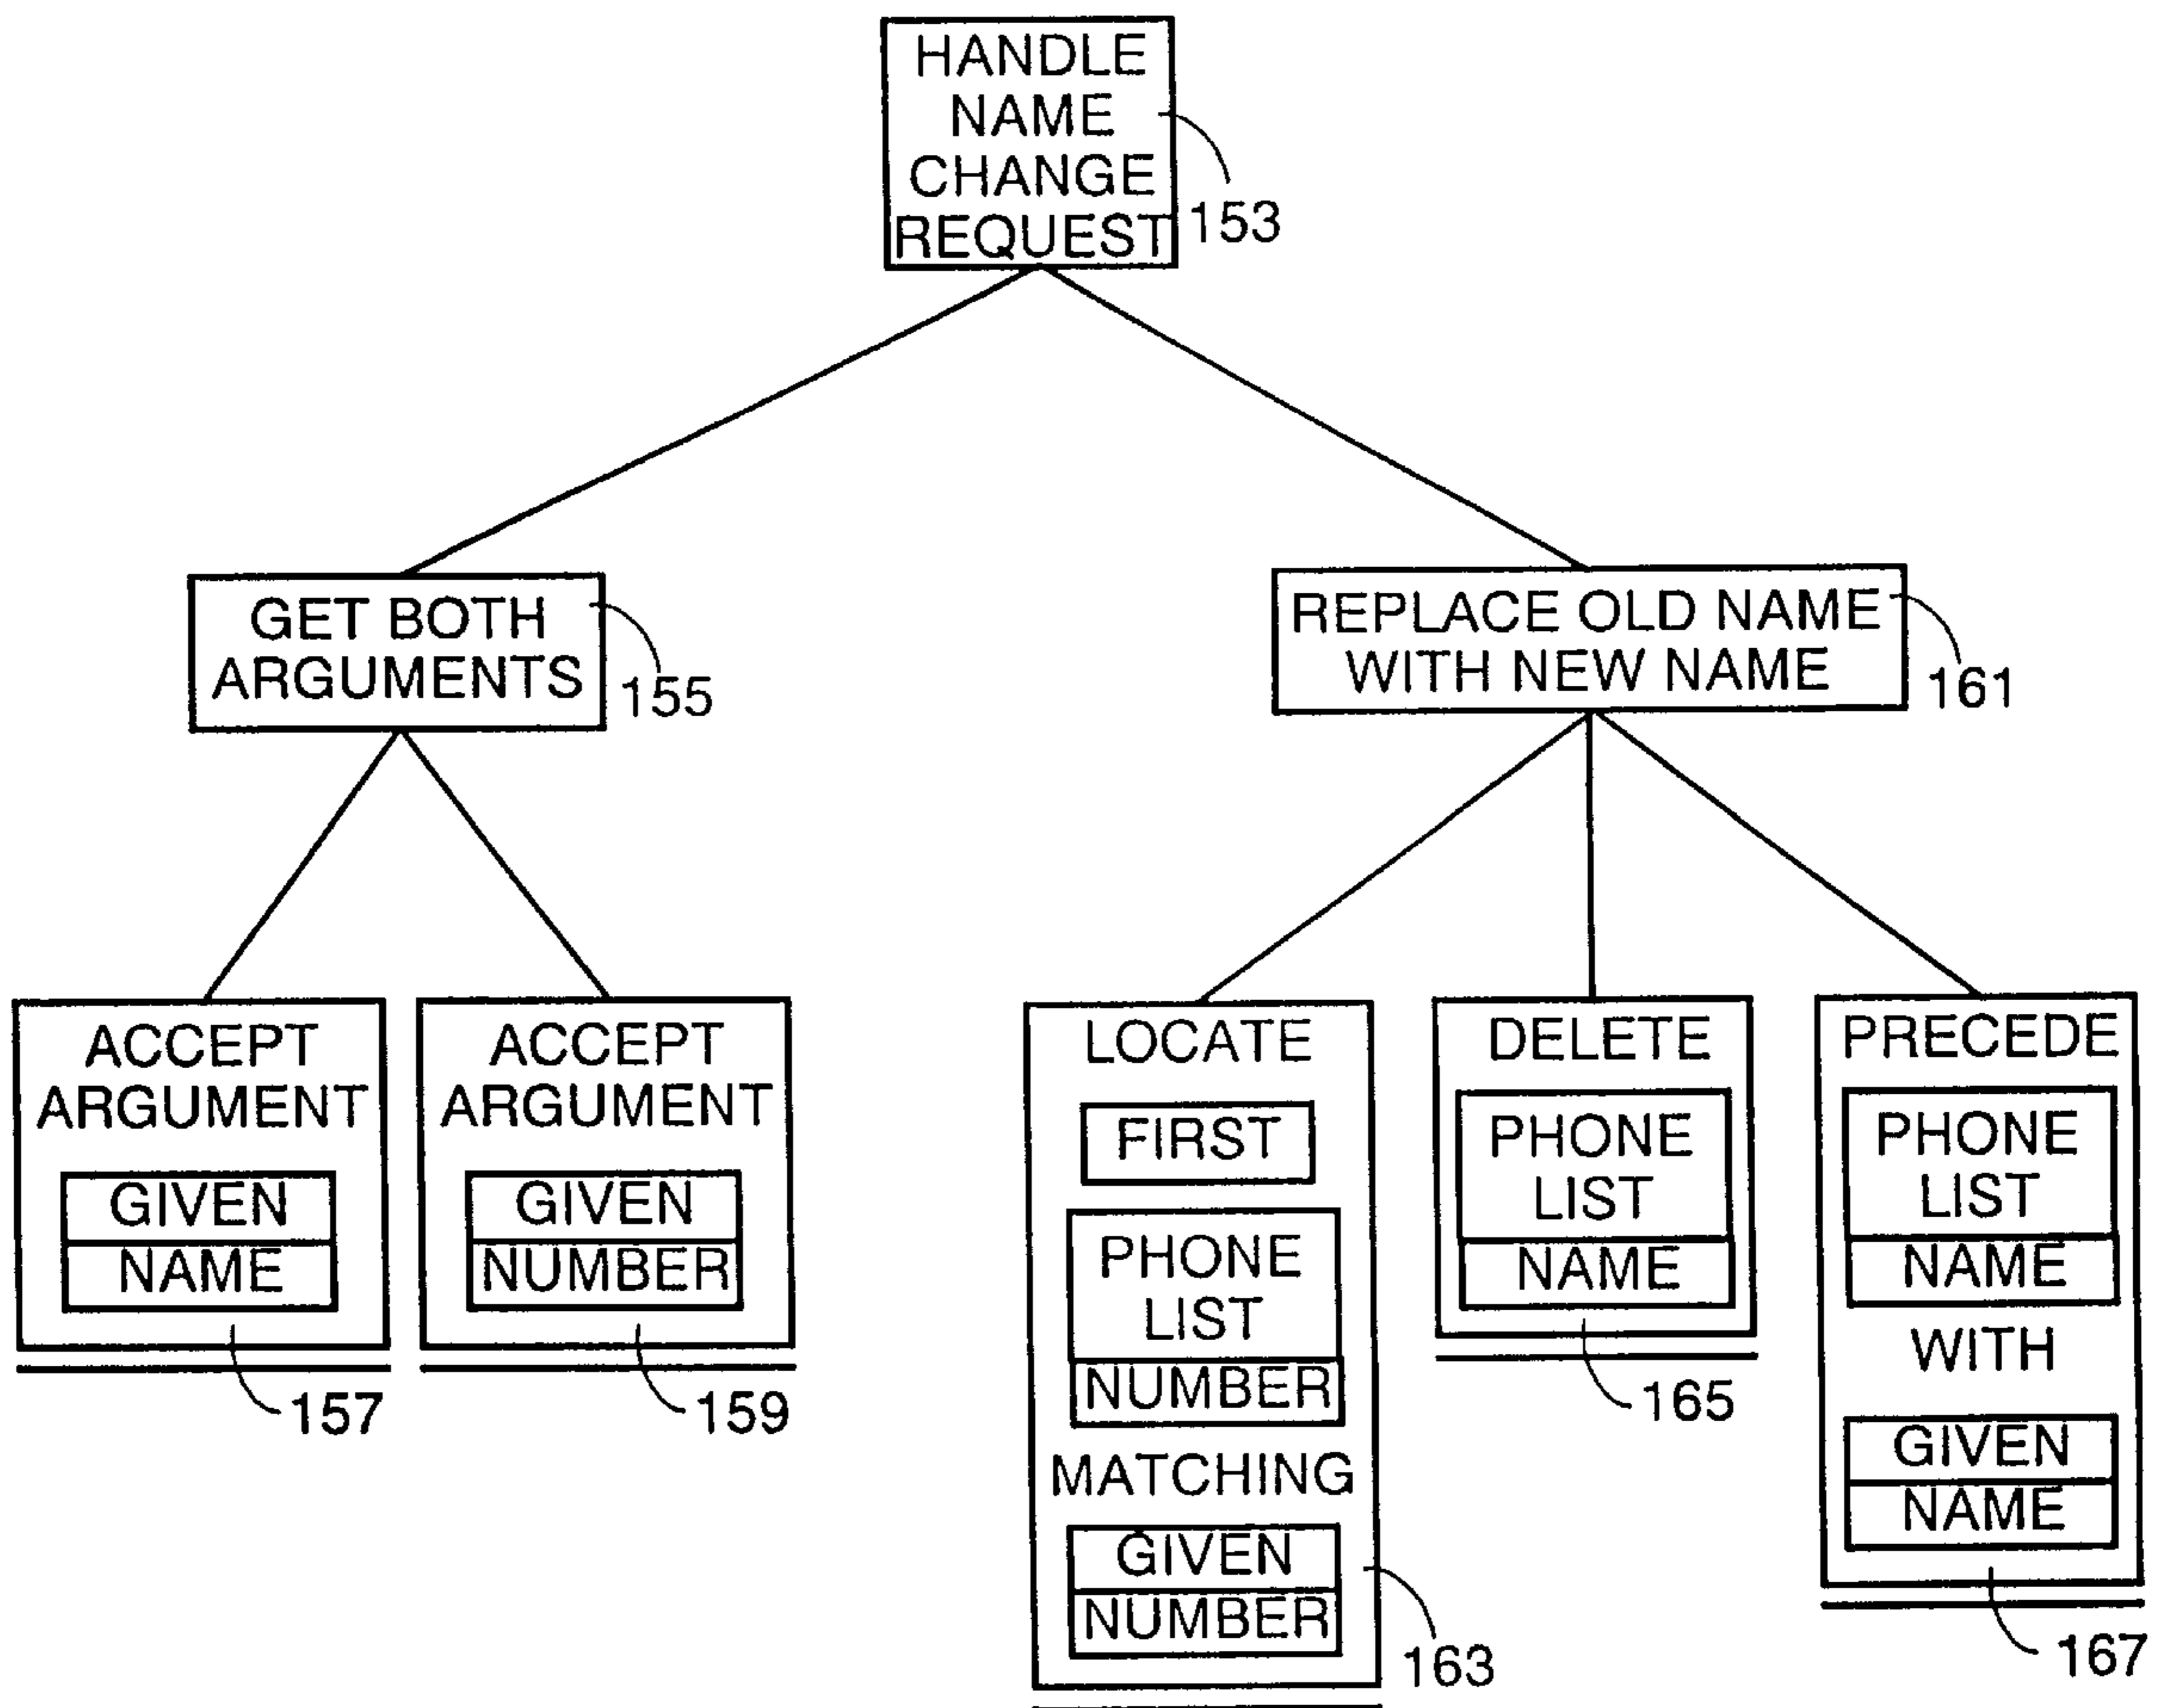 HANDLE
NAME
CHANGE
REQUEST
153
GET BOTH
ARGUMENTS
155
REPLACE OLD NAME
WITH NEW NAME
161
ACCEPT
ARGUMENT
GIVEN
NAME
157
ACCEPT
ARGUMENT
GIVEN
NUMBER
159
LOCATE
FIRST
PHONE
LIST
NUMBER
MATCHING
GIVEN
NUMBER
163
DELETE
PHONE
LIST
NAME
165
PRECEDE
PHONE
LIST
NAME
WITH
GIVEN
NAME
167